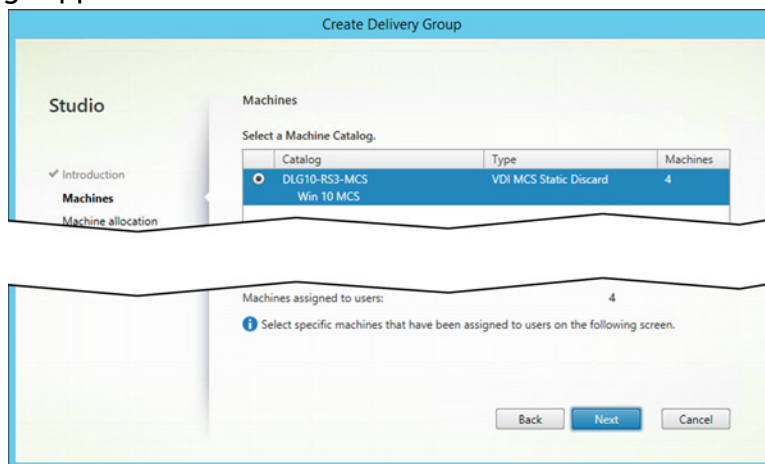 Create Delivery Group
Studio
Machines
Select a Machine Catalog.
Catalog Type Machines
Introduction
DLG10-RS3-MCS VDI MCS Static Discard 4
Machines
Win 10 MCS
Machine allocation
Machines assigned to users: 4
Select specific machines that have been assigned to users on the following screen.
Back Next Cancel